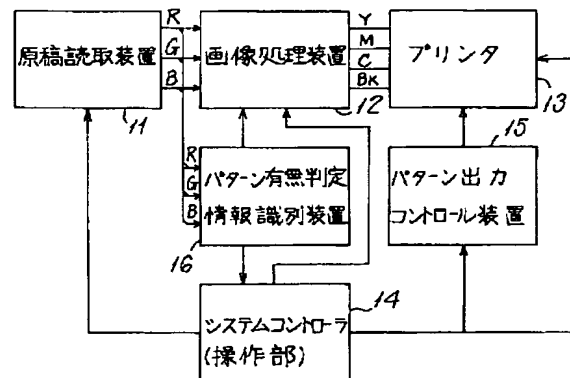 原稿読取装置
11
R
G
B
画像処理装置
12
Y
M
C
BK
プリンタ
13
R
G
B
パターン有無判定
情報識別装置
16
パターン出力
コントロール装置
15
システムコントローラ
(操作部)
14